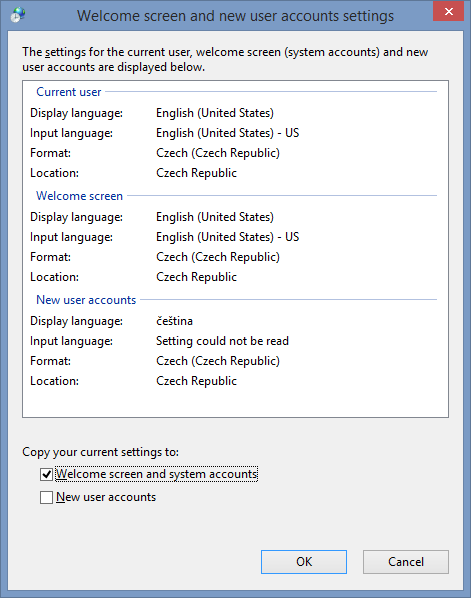 Welcome screen and new user accounts settings
The settings for the current user, welcome screen (system accounts) and new
user accounts are displayed below.
Current user
Display language: English (United States)
Input language: English (United States) - US
Format: Czech (Czech Republic)
Location: Czech Republic
Welcome screen
Display language: English (United States)
Input language: English (United States) - US
Format: Czech (Czech Republic)
Location: Czech Republic
New user accounts
Display language: čeština
Input language: Setting could not be read
Format: Czech (Czech Republic)
Location: Czech Republic
Copy your current settings to:
Welcome screen and system accounts
New user accounts
OK Cancel